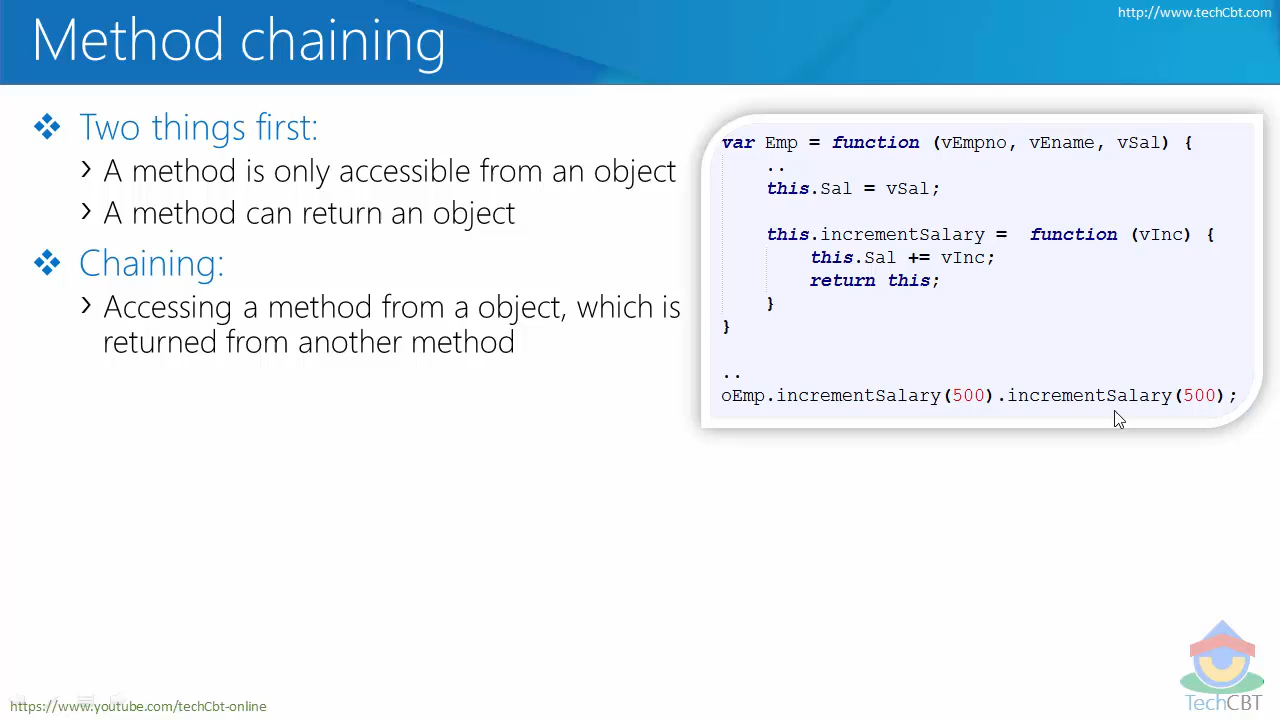 http://www.techCbt.com
Method chaining
Two things first:
A method is only accessible from an object
A method can return an object
Chaining:
Accessing a method from a object, which is
returned from another method
var Emp = function (vEmpno, vEname, vSal) {
..
this.Sal = vSal;
this.incrementSalary = function (vInc) {
this.Sal += vInc;
return this;
}
}
..
oEmp.incrementSalary(500).incrementSalary(500);
https://www.youtube.com/techCbt-online
TechCBT